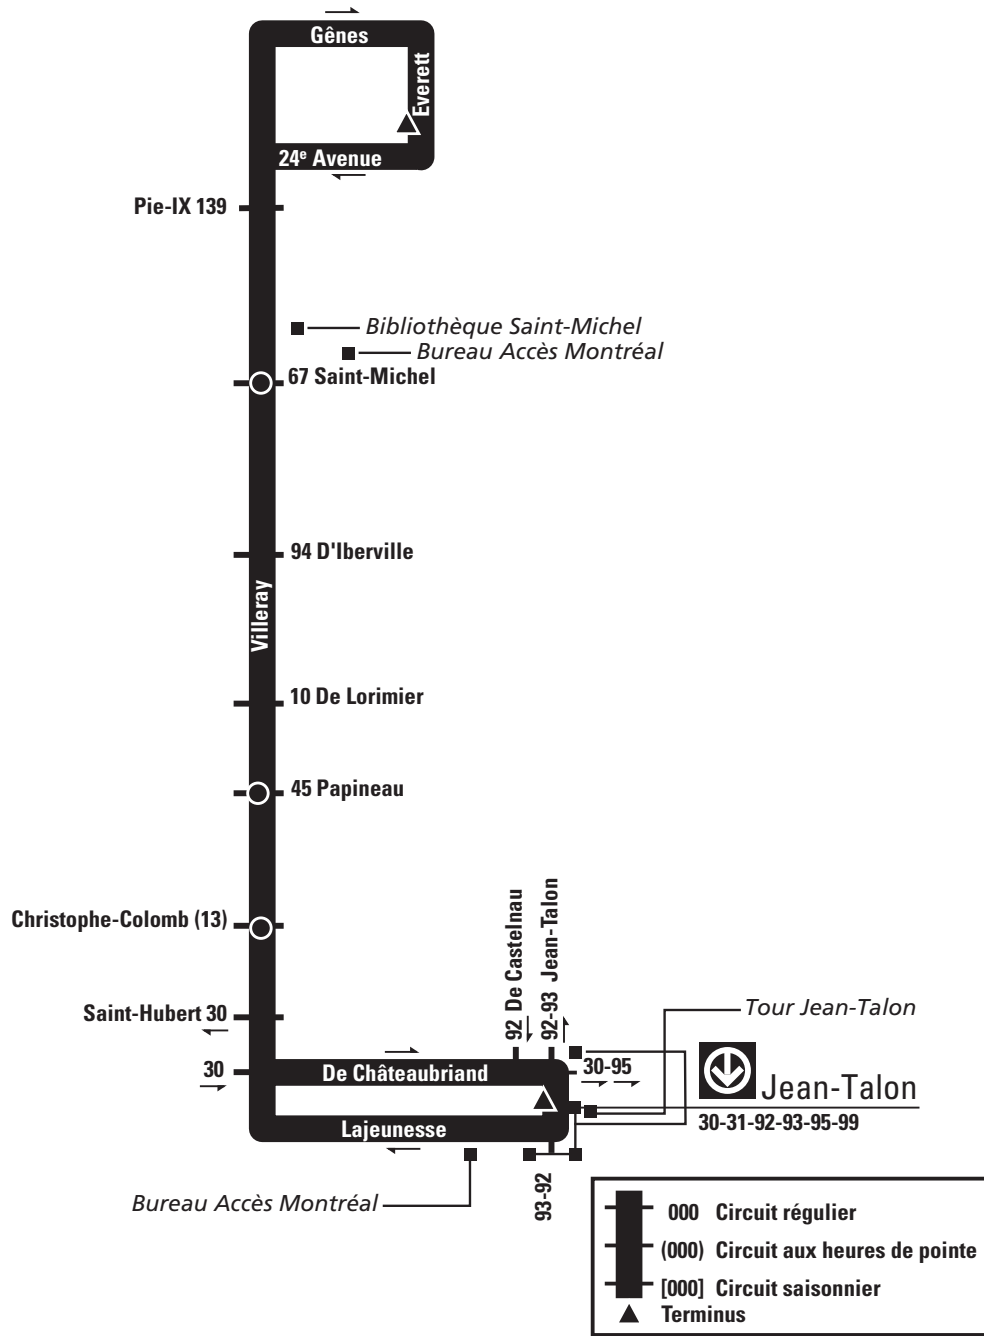 Gênes
Everett
24e Avenue
Pie-IX 139
Bibliothèque Saint-Michel
Bureau Accès Montréal
67 Saint-Michel
94 D'Iberville
Villeray
10 De Lorimier
45 Papineau
Christophe-Colomb (13)
92 De Castelnau
92-93 Jean-Talon
Saint-Hubert 30
Tour Jean-Talon
30
De Châteaubriand
30-95
Jean-Talon
30-31-92-93-95-99
Lajeunesse
93-92
Bureau Accès Montréal
000 Circuit régulier
(000) Circuit aux heures de pointe
[000] Circuit saisonnier
Terminus